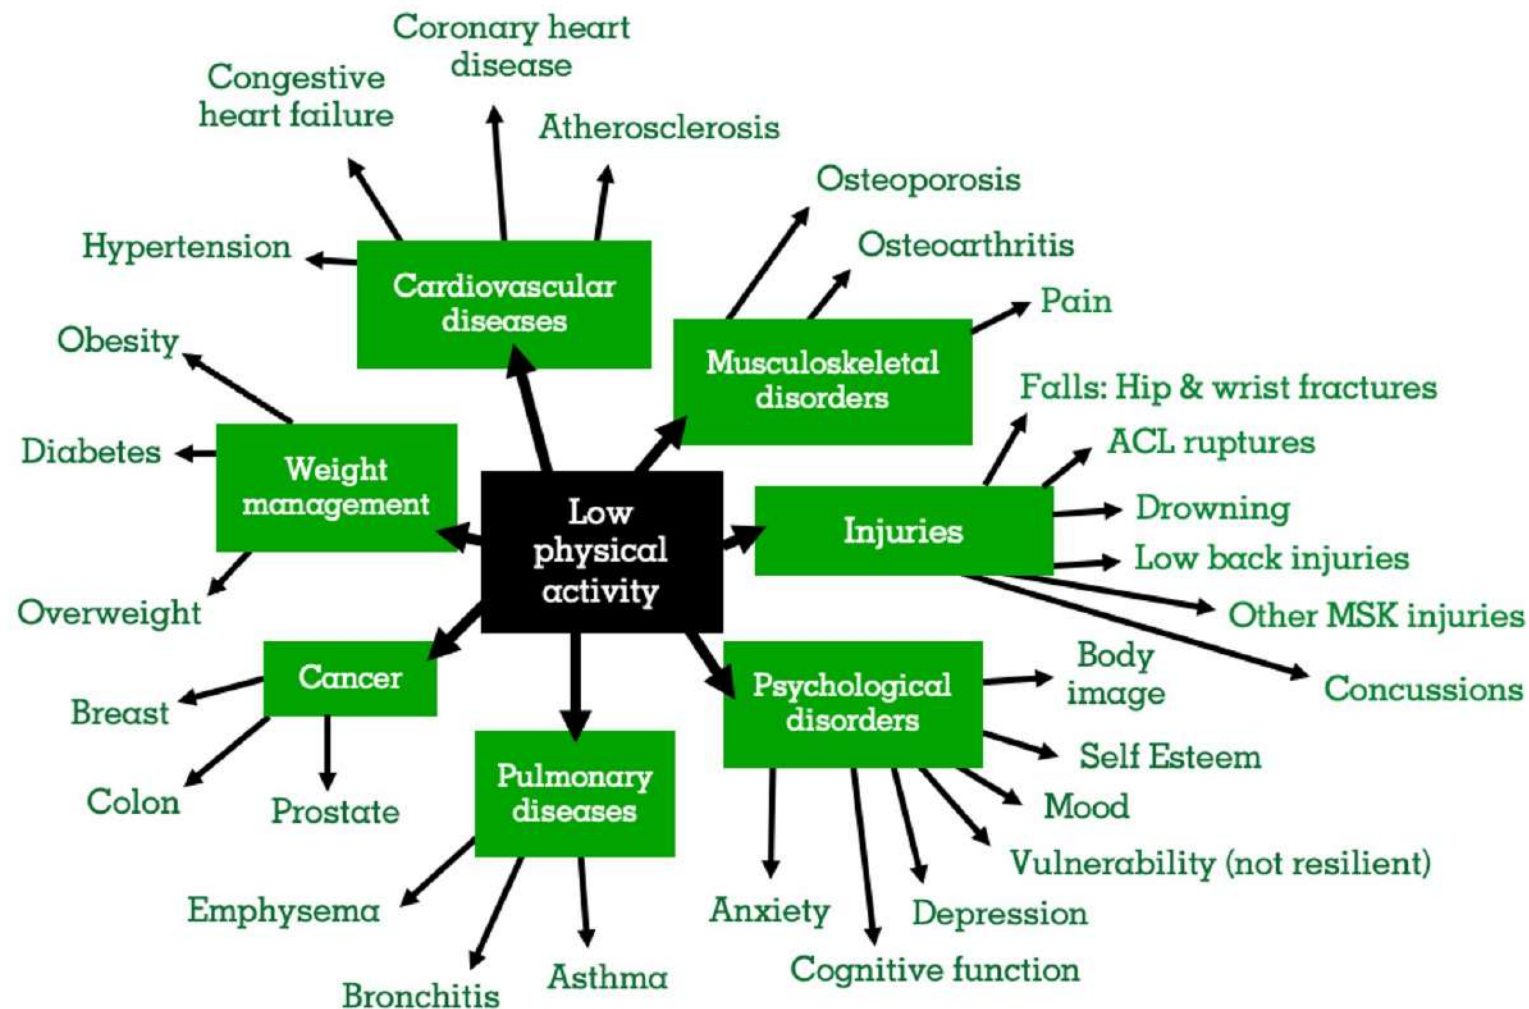 Coronary heart
disease
Congestive
heart failure
Atherosclerosis
Hypertension
Cardiovascular
diseases
Osteoporosis
Osteoarthritis
Pain
Musculoskeletal
disorders
Obesity
Diabetes
Overweight
Weight
management
Low
physical
activity
Falls: Hip & wrist fractures
ACL ruptures
Drowning
Low back injuries
Other MSK injuries
Concussions
Injuries
Cancer
Breast
Colon
Prostate
Pulmonary
diseases
Emphysema
Bronchitis
Asthma
Psychological
disorders
Body
image
Self Esteem
Mood
Vulnerability (not resilient)
Depression
Cognitive function
Anxiety